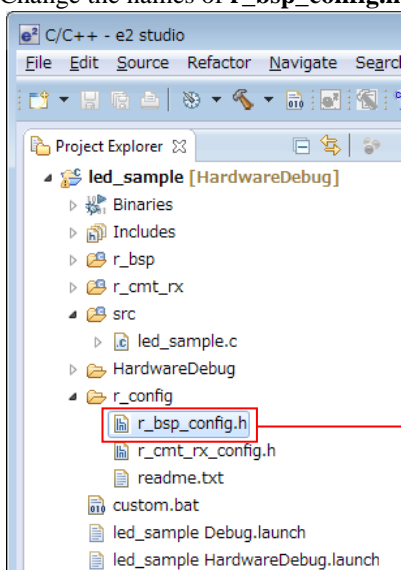 Change the names of r_bsp_config.h
C/C++ - e2 studio
File Edit Source Refactor Navigate Search
Project Explorer
led_sample [HardwareDebug]
Binaries
Includes
r_bsp
r_cmt_rx
src
led_sample.c
HardwareDebug
r_config
r_bsp_config.h
r_cmt_rx_config.h
readme.txt
custom.bat
led_sample Debug.launch
led_sample HardwareDebug.launch